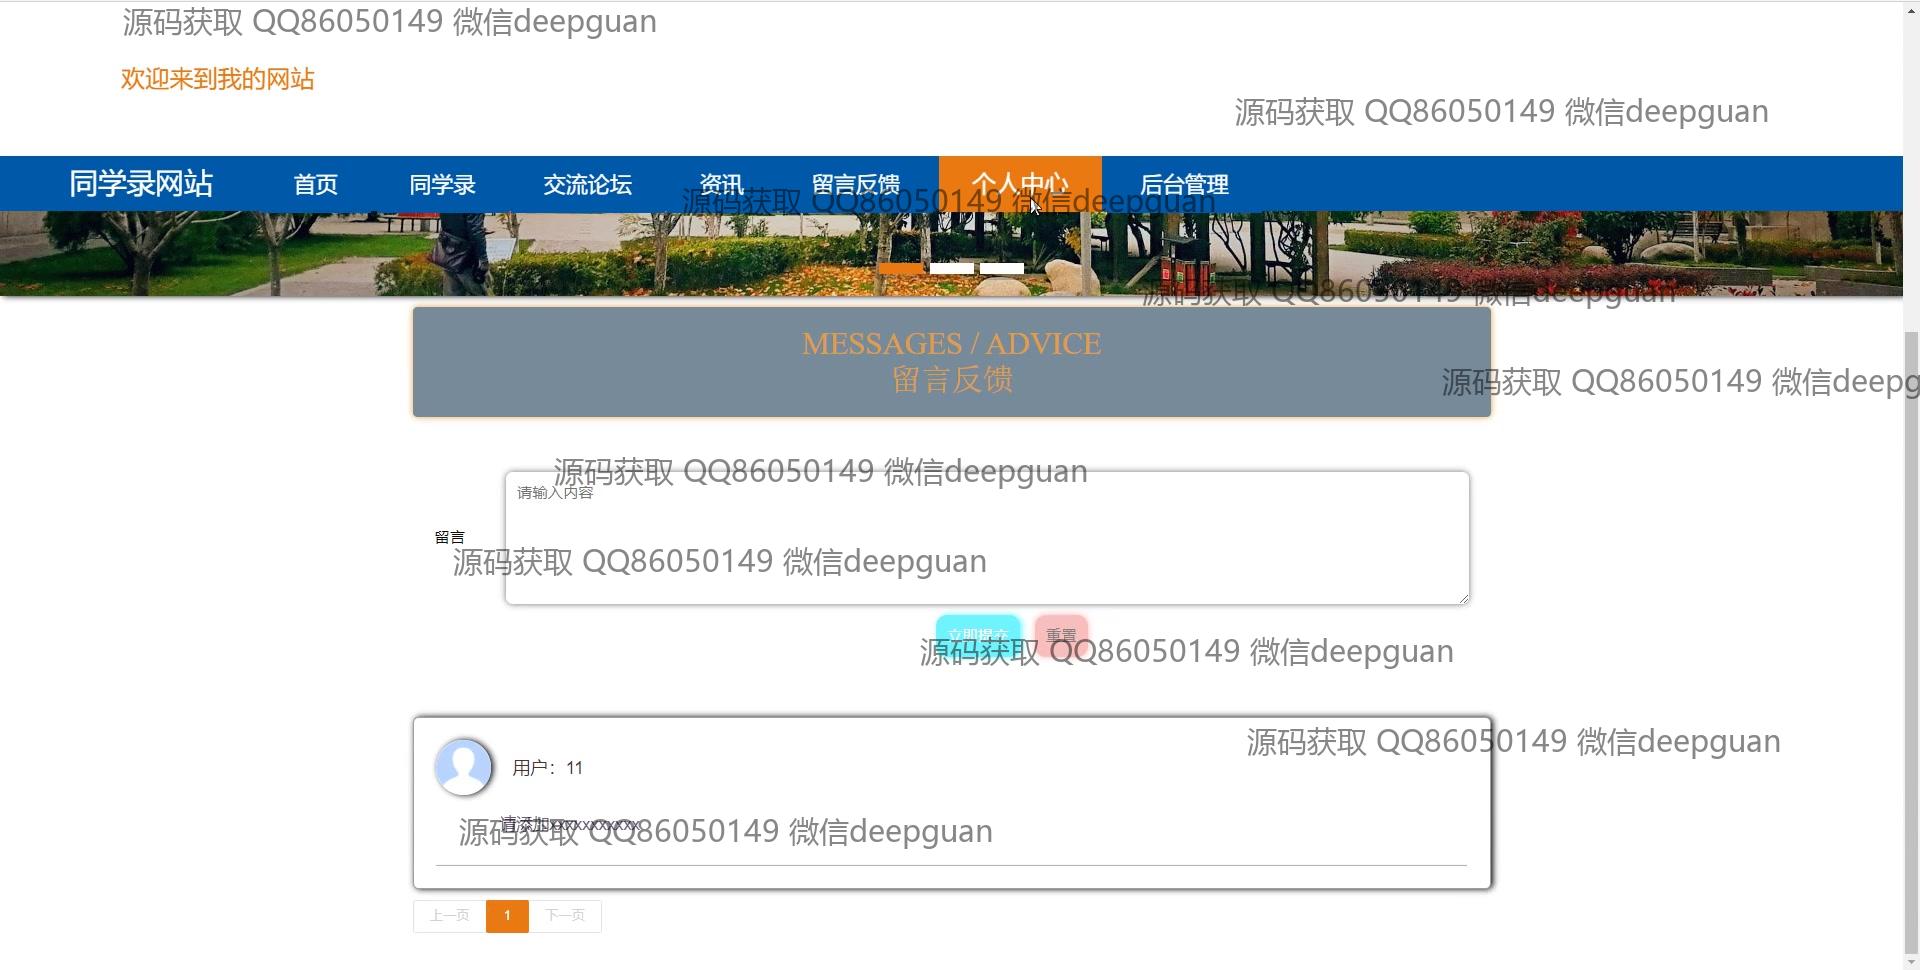 源码获取 QQ86050149 微信deepguan
欢迎来到我的网站
源码获取 QQ86050149 微信deepguan
同学录网站 首页 同学录 交流论坛 资讯 留言反馈 个人中心 后台管理
源码获取 QQ86050149 微信deepguan
源码获取 QQ86050149 微信deepguan
MESSAGES / ADVICE
留言反馈
源码获取 QQ86050149 微信deepg
源码获取 QQ86050149 微信deepguan
请输入内容
留言
源码获取 QQ86050149 微信deepguan
立即提交 重置
源码获取 QQ86050149 微信deepguan
源码获取 QQ86050149 微信deepguan
用户：11
请添加xxxxxxxxxxx
源码获取 QQ86050149 微信deepguan
上一页 1 下一页